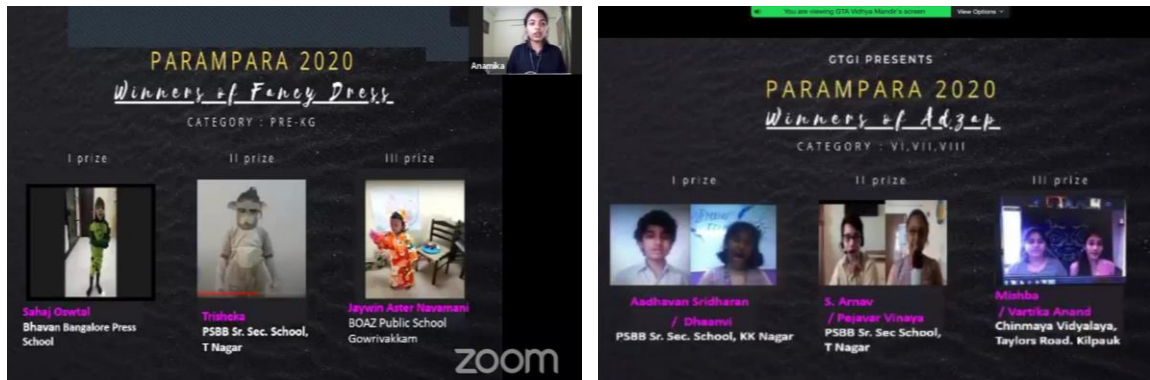 Anamika
PARAMPARA 2020
Winners of Fancy Dress
CATEGORY : PRE-KG
I prize
II prize
III prize
Sahaj Oswtal
Bhavan Bangalore Press
School
Trisheka
PSBB Sr. Sec. School,
T Nagar
Jaywin Aster Navamani
BOAZ Public School
Gowrivakkam
zoom
You are viewing GTA Vidhya Mandir's screen
View Options
GTGI PRESENTS
PARAMPARA 2020
Winners of Adzap
CATEGORY : VI,VII,VIII
I prize
II prize
III prize
Aadhavan Sridharan
/ Dhaanvi
PSBB Sr. Sec. School, KK Nagar
S. Arnav
/ Pejavar Vinaya
PSBB Sr. Sec School,
T Nagar
Mishba
/ Vartika Anand
Chinmaya Vidyalaya,
Taylors Road. Kilpauk